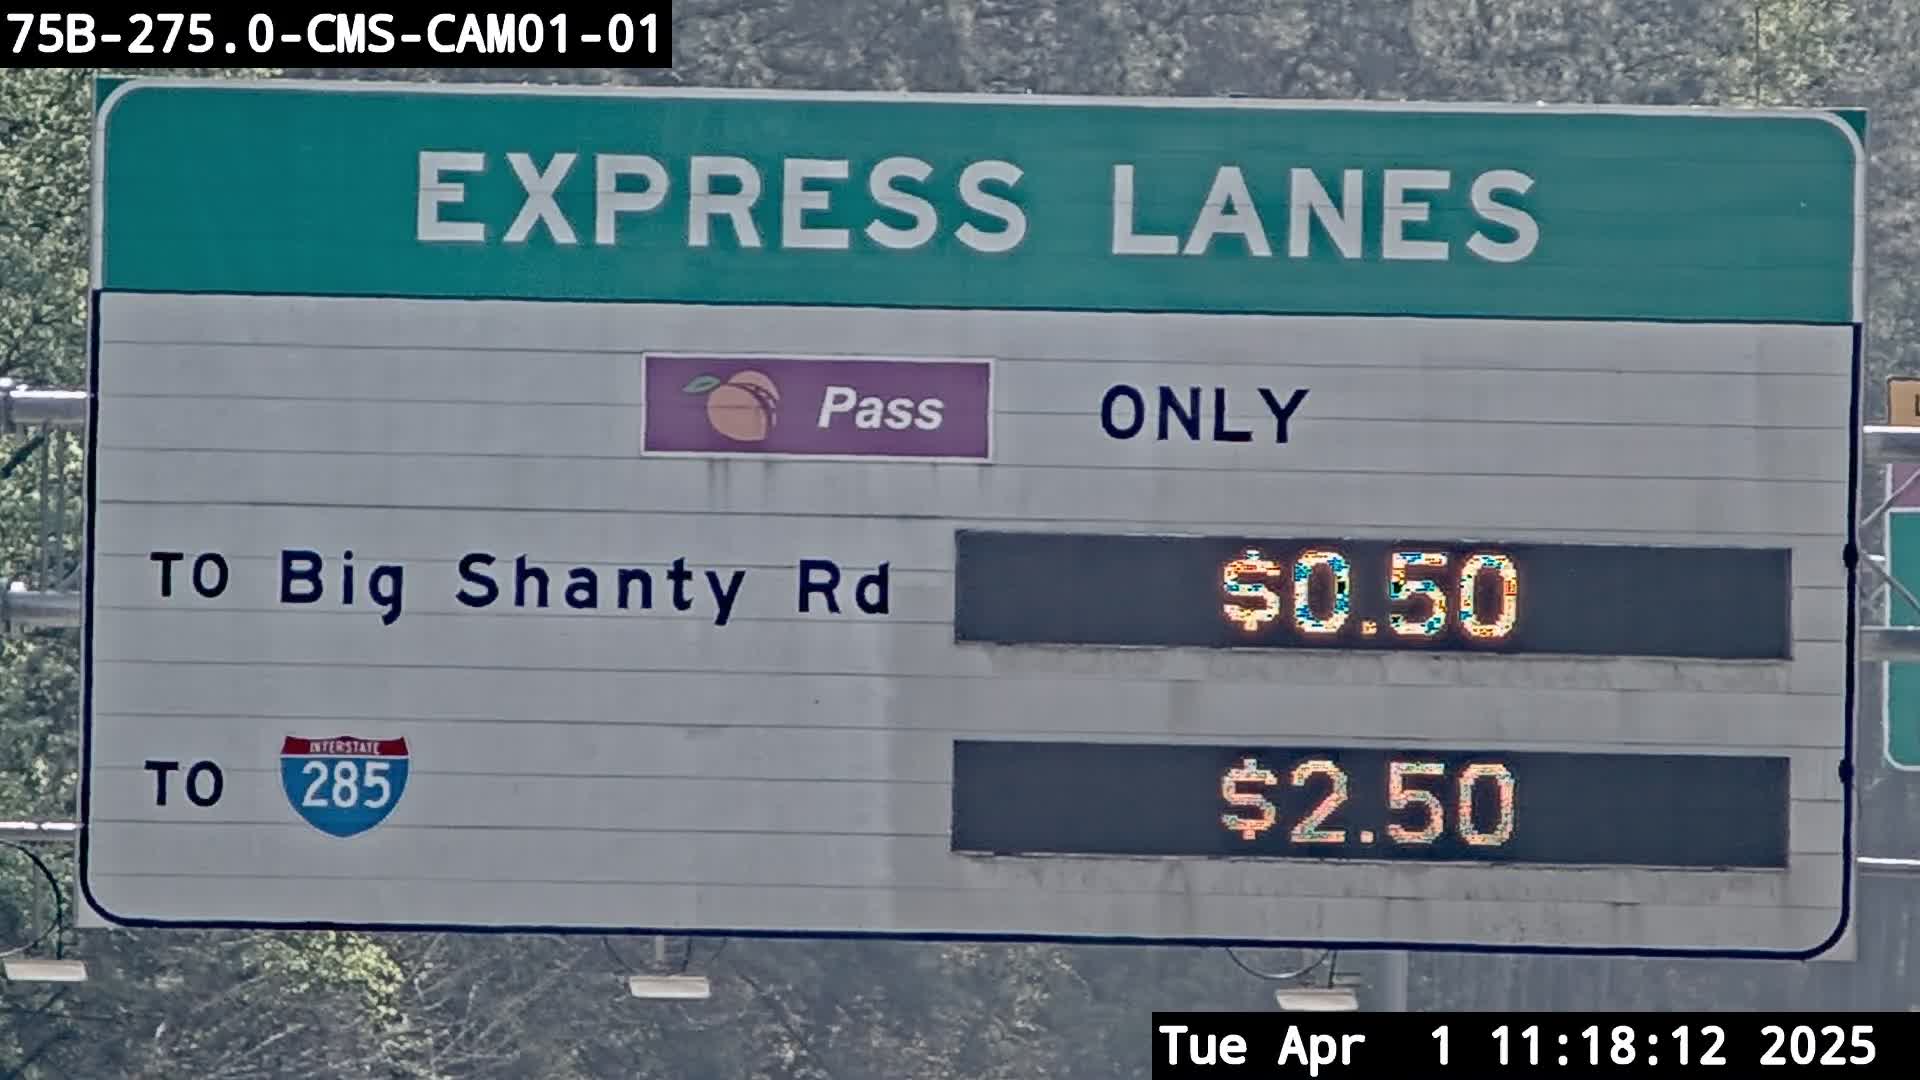 75B-275.0-CMS-CAM01-01
EXPRESS LANES
Pass ONLY
TO Big Shanty Rd $0.50
INTERSTATE
TO 285 $2.50
Tue Apr 1 11:18:12 2025